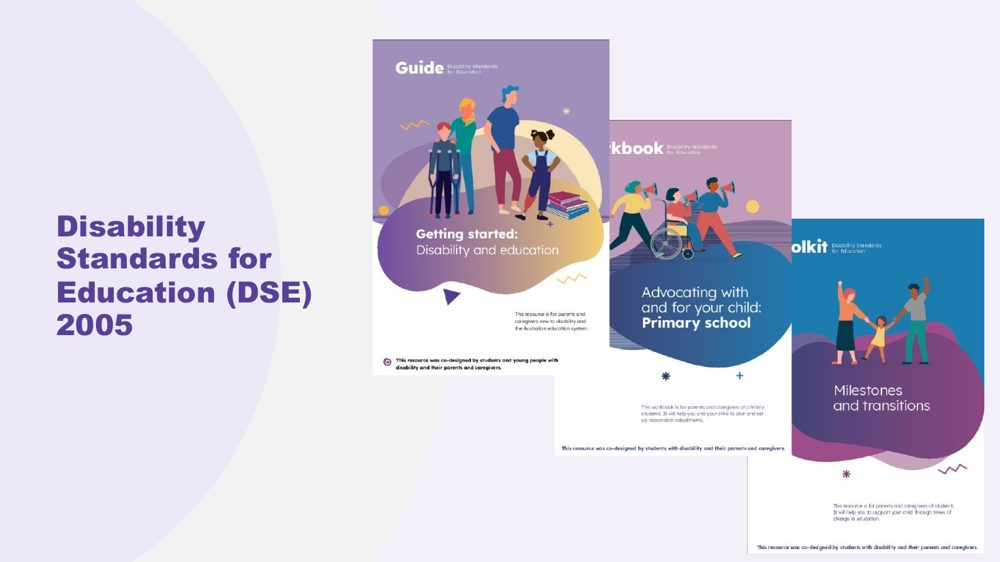 Disability
Standards for
Education (DSE)
2005
Guide Disability Standards
for Education
Getting started:
Disability and education
This resource is for parents and
caregivers new to disability and
the Australian education system.
This resource was co-designed by students and young people with
disability and their parents and caregivers.
kbook Disability Standards
for Education
Advocating with
and for your child:
Primary school
This workbook is for parents and caregivers of primary
students. It will help you and your child to plan and set
up reasonable adjustments.
This resource was co-designed by students with disability and their parents and caregivers.
olkit Disability Standards
for Education
Milestones
and transitions
This resource is for parents and caregivers of students.
It will help you to support your child through times of
change in education.
This resource was co-designed by students with disability and their parents and caregivers.